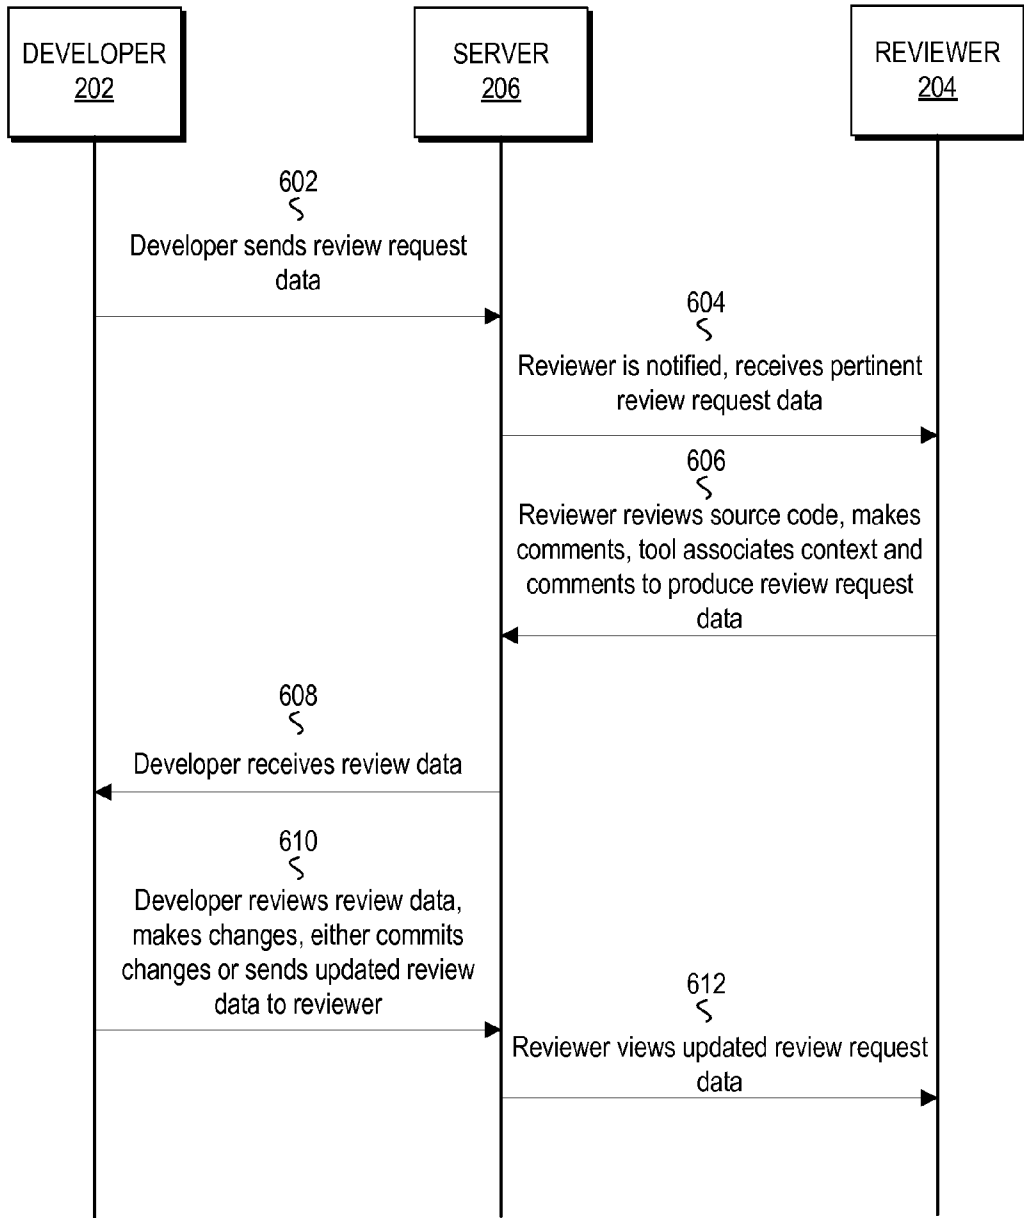 DEVELOPER
202
SERVER
206
REVIEWER
204
602
Developer sends review request
data
604
Reviewer is notified, receives pertinent
review request data
606
Reviewer reviews source code, makes
comments, tool associates context and
comments to produce review request
data
608
Developer receives review data
610
Developer reviews review data,
makes changes, either commits
changes or sends updated review
data to reviewer
612
Reviewer views updated review request
data